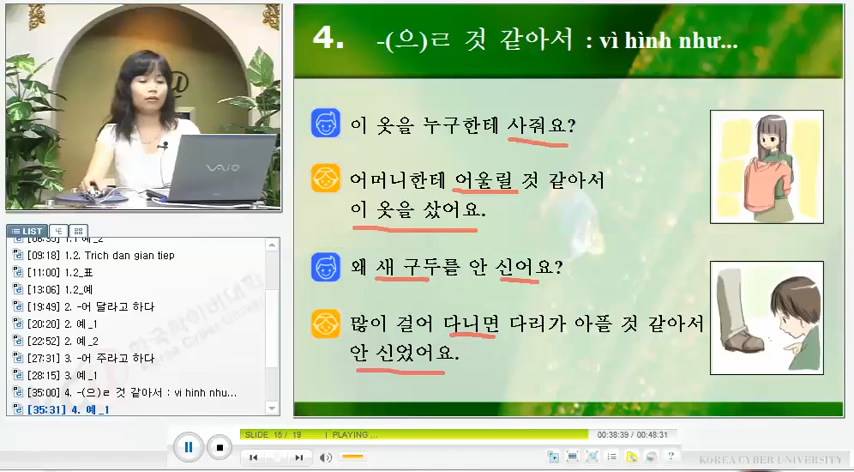 4. -(으)ㄹ 것 같아서 : vì hình như...
이 옷을 누구한테 사줘요?
어머니한테 어울릴 것 같아서
이 옷을 샀어요.
왜 새 구두를 안 신어요?
많이 걸어 다니면 다리가 아플 것 같아서
안 신었어요.
@
VAIO
LIST
[09:18] 1.2. Trich dan gian tiep
[11:00] 1.2_표
[13:06] 1.2_예
[19:49] 2. -어 달라고 하다
[20:20] 2. 예_1
[22:52] 2. 예_2
[27:31] 3. -어 주라고 하다
[28:15] 3. 예_1
[35:00] 4. -(으)ㄹ 것 같아서 : vi hinh nhu...
[35:31] 4. 예_1
SLIDE 15 / 19 | PLAYING ...
00:38:39 / 00:48:31
KOREA CYBER UNIVERSITY